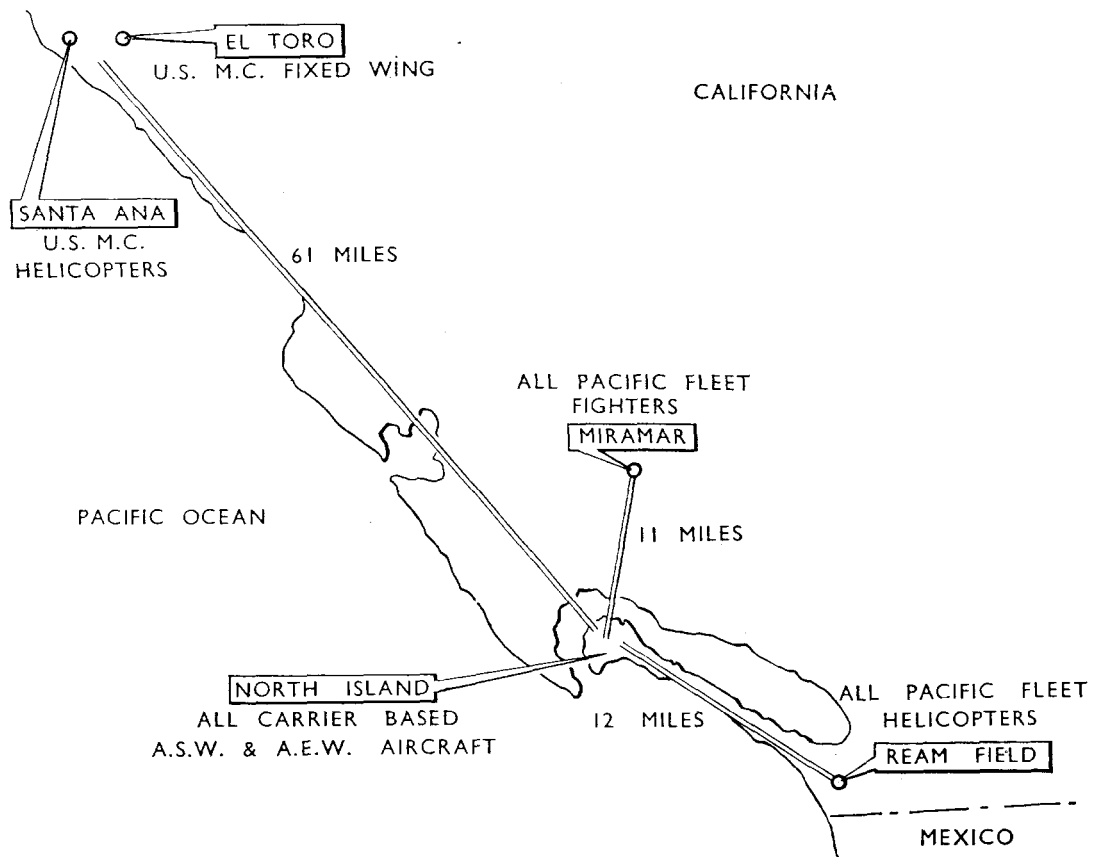 EL TORO
U.S. M.C. FIXED WING
CALIFORNIA
SANTA ANA
U.S. M.C.
HELICOPTERS
61 MILES
ALL PACIFIC FLEET
FIGHTERS
MIRAMAR
PACIFIC OCEAN
11 MILES
NORTH ISLAND
ALL CARRIER BASED
A.S.W. & A.E.W. AIRCRAFT
12 MILES
ALL PACIFIC FLEET
HELICOPTERS
REAM FIELD
MEXICO